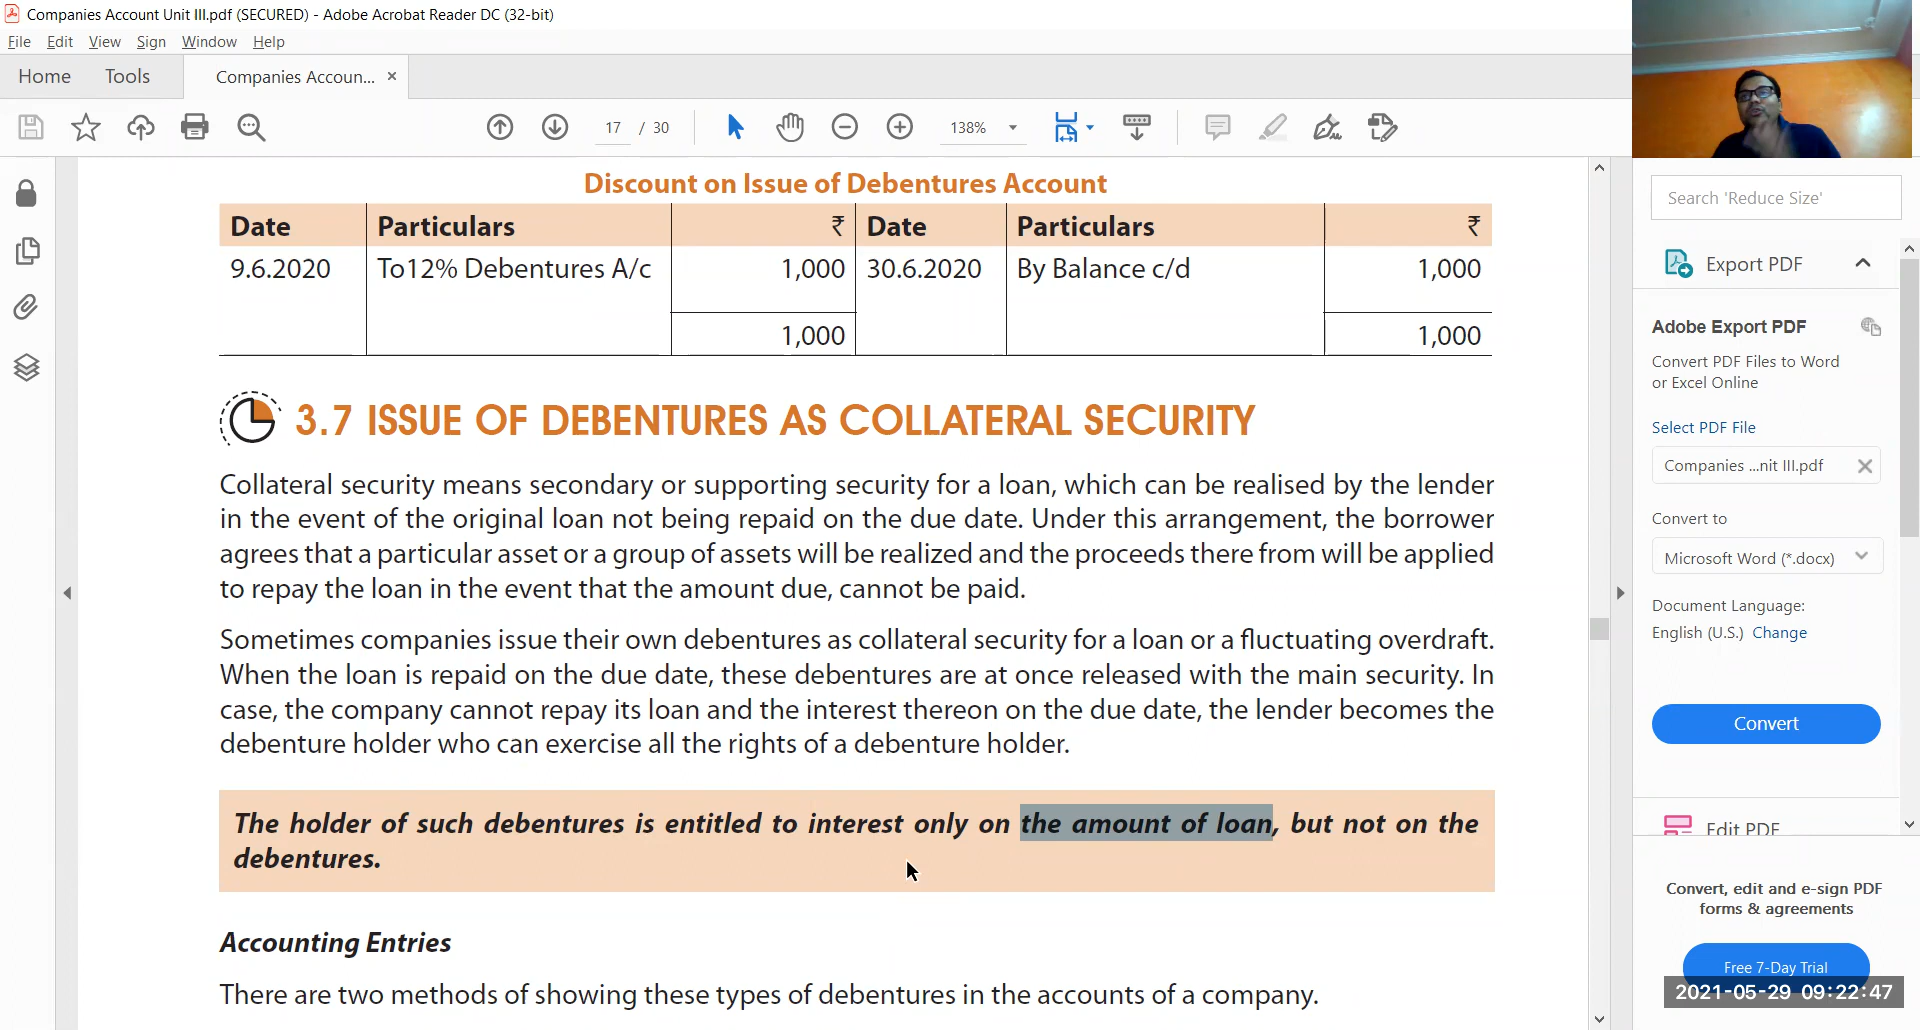 Companies Account Unit III.pdf (SECURED) - Adobe Acrobat Reader DC (32-bit)
File Edit View Sign Window Help
Home Tools Companies Accoun... ×
17 / 30 138%
Discount on Issue of Debentures Account
Date Particulars ₹ Date Particulars ₹
9.6.2020 To12% Debentures A/c 1,000 30.6.2020 By Balance c/d 1,000
1,000 1,000
3.7 ISSUE OF DEBENTURES AS COLLATERAL SECURITY
Collateral security means secondary or supporting security for a loan, which can be realised by the lender
in the event of the original loan not being repaid on the due date. Under this arrangement, the borrower
agrees that a particular asset or a group of assets will be realized and the proceeds there from will be applied
to repay the loan in the event that the amount due, cannot be paid.
Sometimes companies issue their own debentures as collateral security for a loan or a fluctuating overdraft.
When the loan is repaid on the due date, these debentures are at once released with the main security. In
case, the company cannot repay its loan and the interest thereon on the due date, the lender becomes the
debenture holder who can exercise all the rights of a debenture holder.
The holder of such debentures is entitled to interest only on the amount of loan, but not on the
debentures.
Accounting Entries
There are two methods of showing these types of debentures in the accounts of a company.
Search 'Reduce Size'
Export PDF
Adobe Export PDF
Convert PDF Files to Word
or Excel Online
Select PDF File
Companies ...nit III.pdf
Convert to
Microsoft Word (*.docx)
Document Language:
English (U.S.) Change
Convert
Edit PDF
Convert, edit and e-sign PDF
forms & agreements
Free 7-Day Trial
2021-05-29 09:22:47